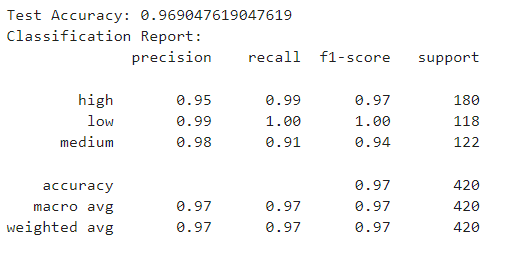 Test Accuracy: 0.969047619047619
Classification Report:
precision recall f1-score support
high 0.95 0.99 0.97 180
low 0.99 1.00 1.00 118
medium 0.98 0.91 0.94 122
accuracy 0.97 420
macro avg 0.97 0.97 0.97 420
weighted avg 0.97 0.97 0.97 420